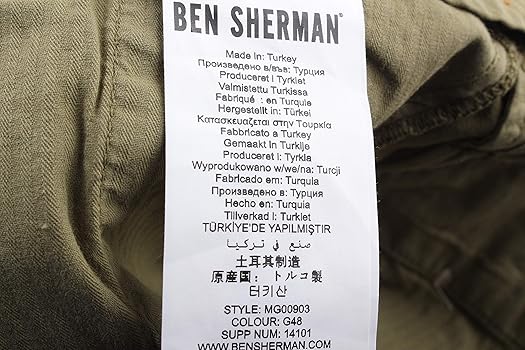 BEN SHERMAN®
Made in: Turkey
Произведено в/във: Турция
Produceret i Tyrkiet
Valmistettu Turkissa
Fabriqué : en Turquie
Hergestellt in: Türkei
Κατασκευαζεται στην Τουρκία
Fabbricato a Turkey
Gemaakt in Turkije
Produceret i: Tyrkia
Wyprodukowano w/we/na: Turcji
Fabricado em: Turquia
Произведено в: Турция
Hecho en: Turquia
Tillverkad i: Turkiet
TÜRKİYE'DE YAPILMIŞTIR
صنع في تركيا
土耳其制造
原産国: トルコ製
터키산
STYLE: MG00903
COLOUR: G48
SUPP NUM: 14101
WWW.BENSHERMAN.COM